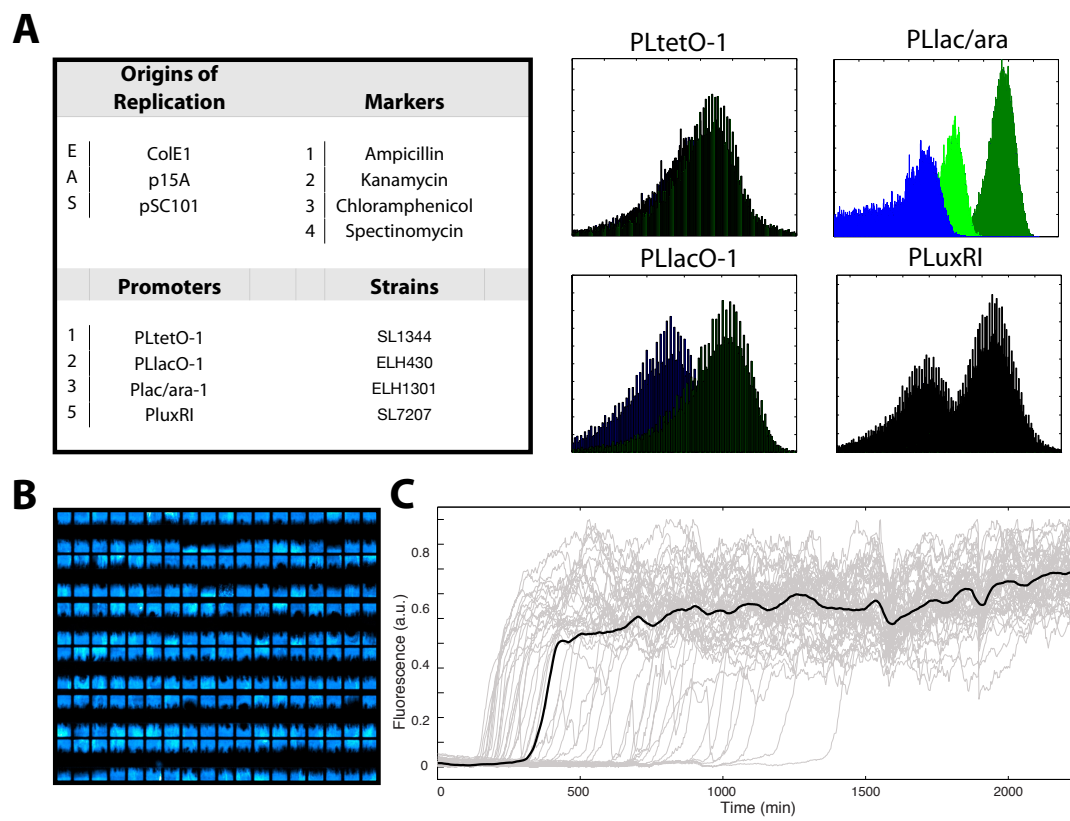 A
Origins of
Replication
Markers
E ColE1 1 Ampicillin
A p15A 2 Kanamycin
S pSC101 3 Chloramphenicol
4 Spectinomycin
Promoters Strains
1 PLtetO-1 SL1344
2 PLlacO-1 ELH430
3 Plac/ara-1 ELH1301
5 PluxRI SL7207
PLtetO-1
PLlac/ara
PLlacO-1
PLuxRI
B
C
Fluorescence (a.u.)
0.8
0.6
0.4
0.2
0
0 500 1000 1500 2000
Time (min)